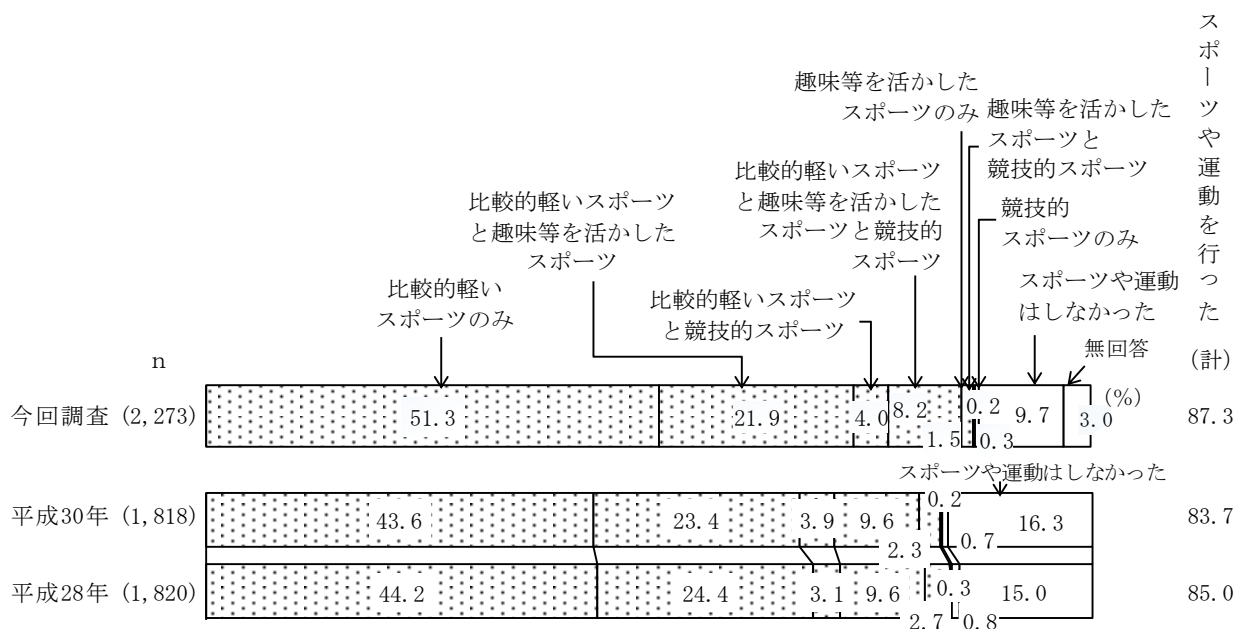 スポーツや運動を行った
(計)
趣味等を活かした
スポーツのみ
趣味等を活かした
スポーツと
競技的スポーツ
比較的軽いスポーツ
と趣味等を活かした
スポーツと競技的
スポーツ
競技的
スポーツのみ
比較的軽いスポーツ
と趣味等を活かした
スポーツ
スポーツや運動
はしなかった
比較的軽い
スポーツのみ
比較的軽いスポーツ
と競技的スポーツ
無回答
n
(%)
今回調査 (2,273) 51.3 21.9 4.0 8.2 1.5 0.2 0.3 9.7 3.0 87.3
スポーツや運動はしなかった
平成30年 (1,818) 43.6 23.4 3.9 9.6 2.3 0.2 0.7 16.3 83.7
平成28年 (1,820) 44.2 24.4 3.1 9.6 2.7 0.3 0.8 15.0 85.0